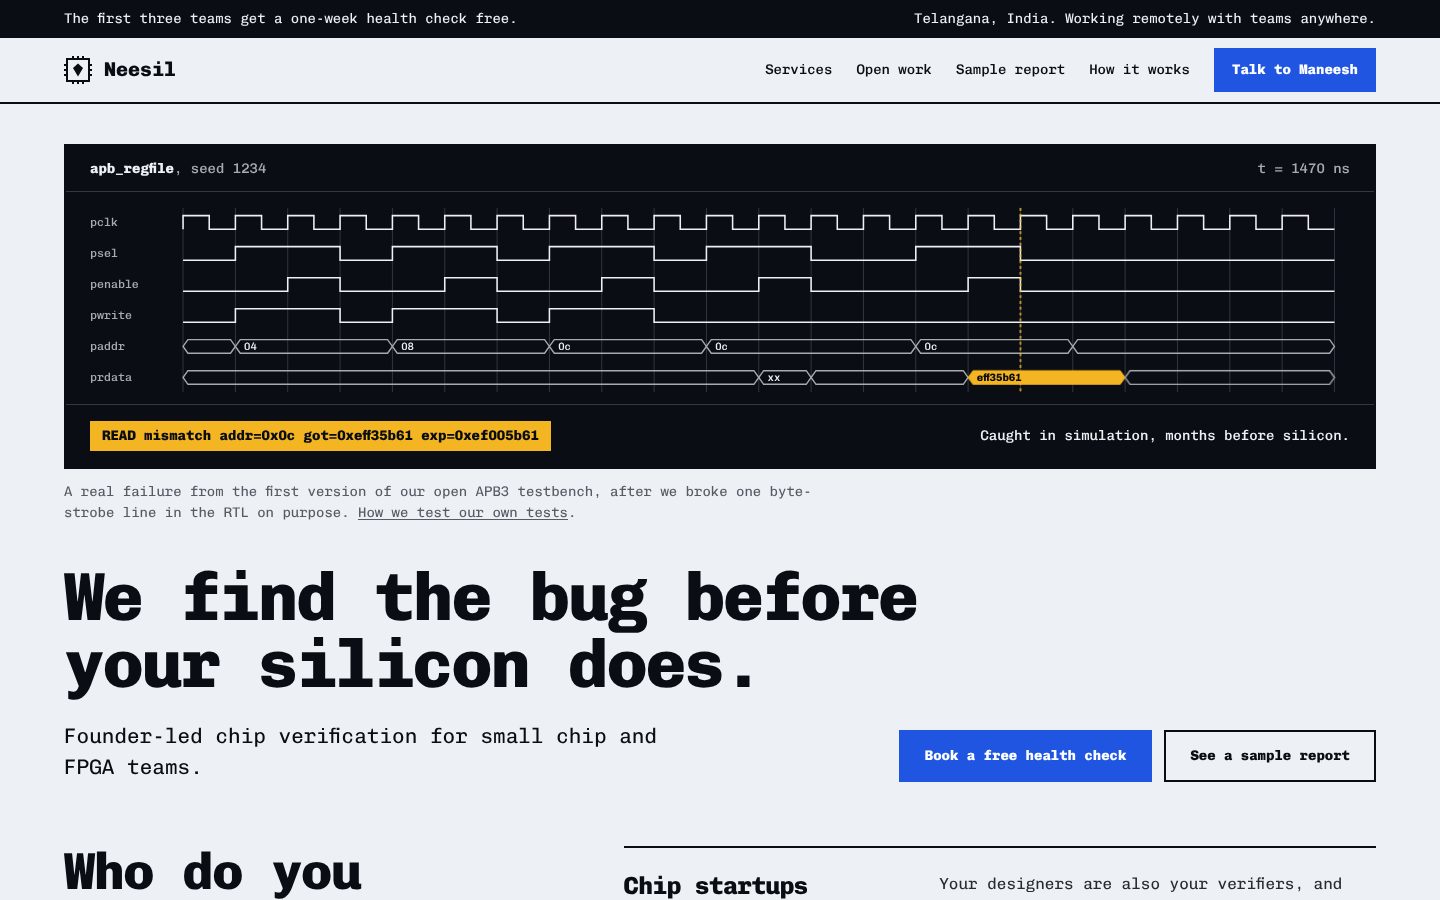 The first three teams get a one-week health check free.
Telangana, India. Working remotely with teams anywhere.
Neesil
Services
Open work
Sample report
How it works
Talk to Maneesh
apb_regfile, seed 1234
t = 1470 ns
pclk
psel
penable
pwrite
paddr
04
08
0c
0c
0c
prdata
xx
eff35b61
READ mismatch addr=0x0c got=0xeff35b61 exp=0xef005b61
Caught in simulation, months before silicon.
A real failure from the first version of our open APB3 testbench, after we broke one byte-
strobe line in the RTL on purpose. How we test our own tests.
We find the bug before
your silicon does.
Founder-led chip verification for small chip and
FPGA teams.
Book a free health check
See a sample report
Who do you
Chip startups
Your designers are also your verifiers, and